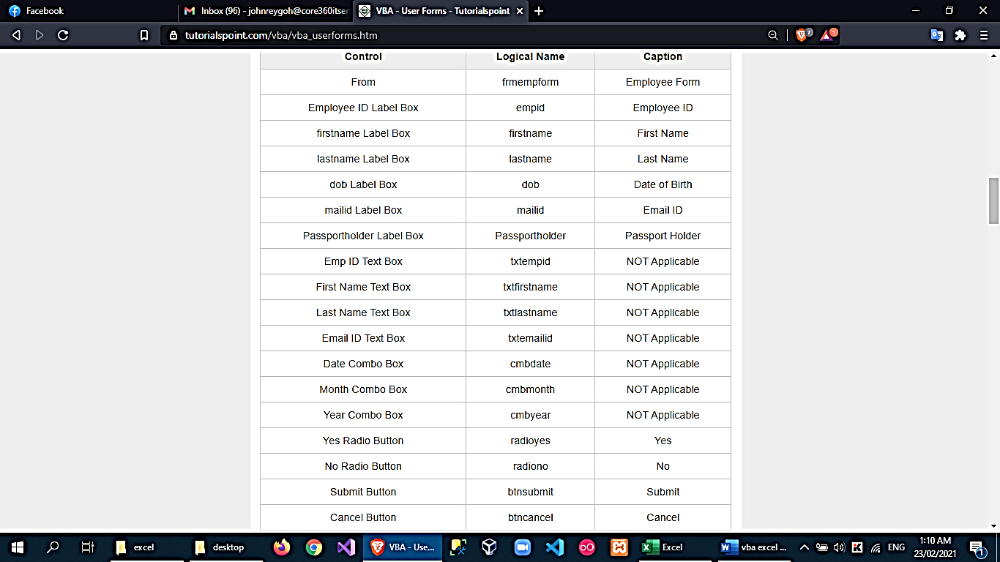 Facebook
Inbox (96) - johnreygoh@core360itser
VBA - User Forms - Tutorialspoint
tutorialspoint.com/vba/vba_userforms.htm
7
1
Control Logical Name Caption
From frmempform Employee Form
Employee ID Label Box empid Employee ID
firstname Label Box firstname First Name
lastname Label Box lastname Last Name
dob Label Box dob Date of Birth
mailid Label Box mailid Email ID
Passportholder Label Box Passportholder Passport Holder
Emp ID Text Box txtempid NOT Applicable
First Name Text Box txtfirstname NOT Applicable
Last Name Text Box txtlastname NOT Applicable
Email ID Text Box txtemailid NOT Applicable
Date Combo Box cmbdate NOT Applicable
Month Combo Box cmbmonth NOT Applicable
Year Combo Box cmbyear NOT Applicable
Yes Radio Button radioyes Yes
No Radio Button radiono No
Submit Button btnsubmit Submit
Cancel Button btncancel Cancel
excel
desktop
VBA - Use...
Excel
vba excel ...
ENG
1:10 AM
23/02/2021
1